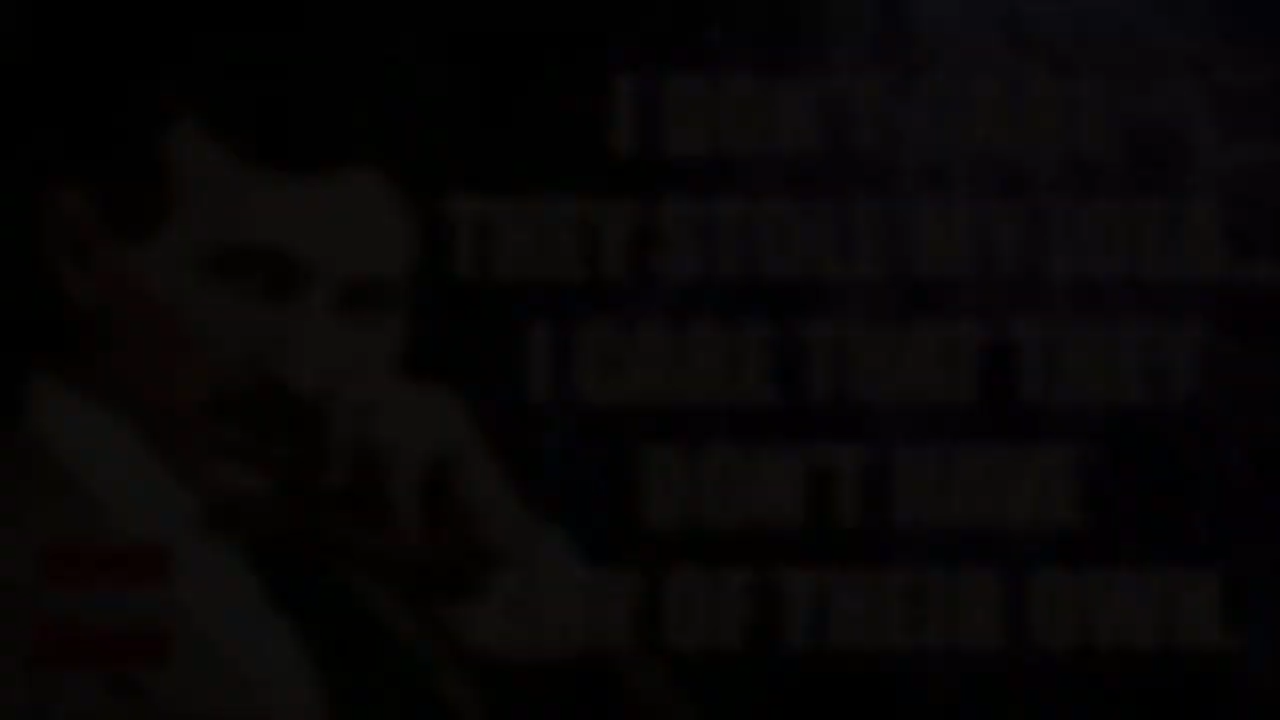 I DON'T CARE
THEY STOLE MY IDEA
I CARE THAT THEY
DON'T HAVE
OF THEIR OWN